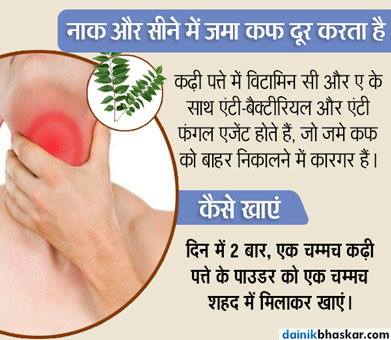 नाक और सीने में जमा कफ दूर करता है
कढ़ी पत्ते में विटामिन सी और ए के
साथ एंटी-बैक्टीरियल और एंटी
फंगल एजेंट होते हैं, जो जमे कफ
को बाहर निकालने में कारगर हैं।
कैसे खाएं
दिन में 2 बार, एक चम्मच कढ़ी
पत्ते के पाउडर को एक चम्मच
शहद में मिलाकर खाएं।
dainikbhaskar.com